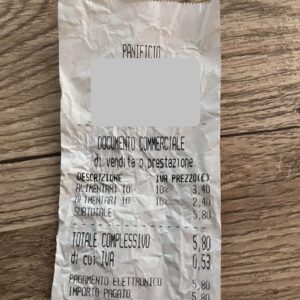 PANIFICIO
DOCUMENTO COMMERCIALE
di vendita o prestazione
DESCRIZIONE IVA PREZZO(€)
ALIMENTARI 10 10% 3,40
ALIMENTARI 10 10% 2,40
SUBTOTALE 5,80
TOTALE COMPLESSIVO 5,80
di cui IVA 0,53
PAGAMENTO ELETTRONICO 5,80
IMPORTO PAGATO 5,80